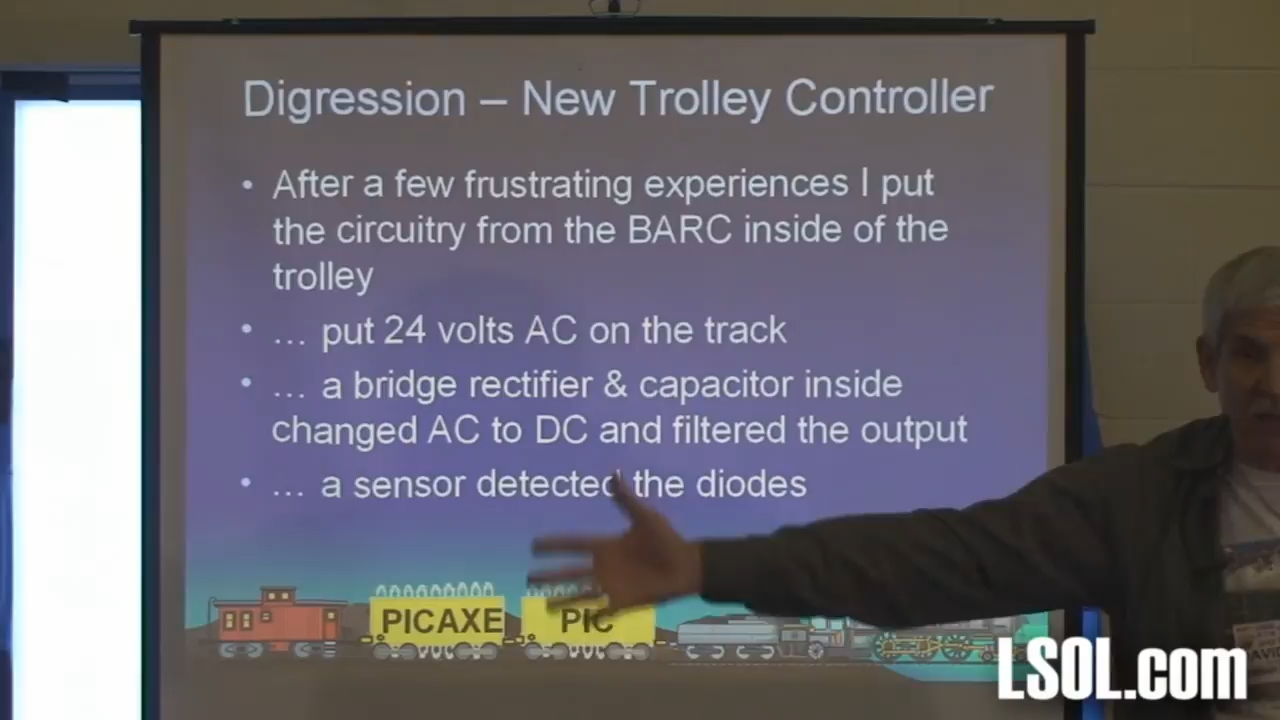 Digression – New Trolley Controller
• After a few frustrating experiences I put
the circuitry from the BARC inside of the
trolley
• … put 24 volts AC on the track
• … a bridge rectifier & capacitor inside
changed AC to DC and filtered the output
• … a sensor detected the diodes
PICAXE PIC
LSOL.com